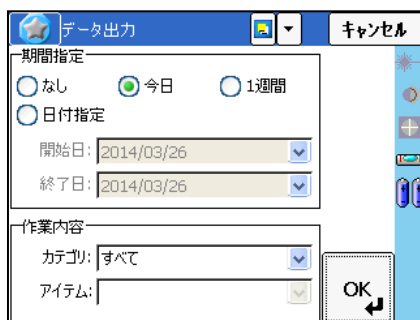 データ出力 キャンセル
期間指定
なし 今日 1週間
日付指定
開始日: 2014/03/26
終了日: 2014/03/26
作業内容
カテゴリ: すべて
アイテム:
OK